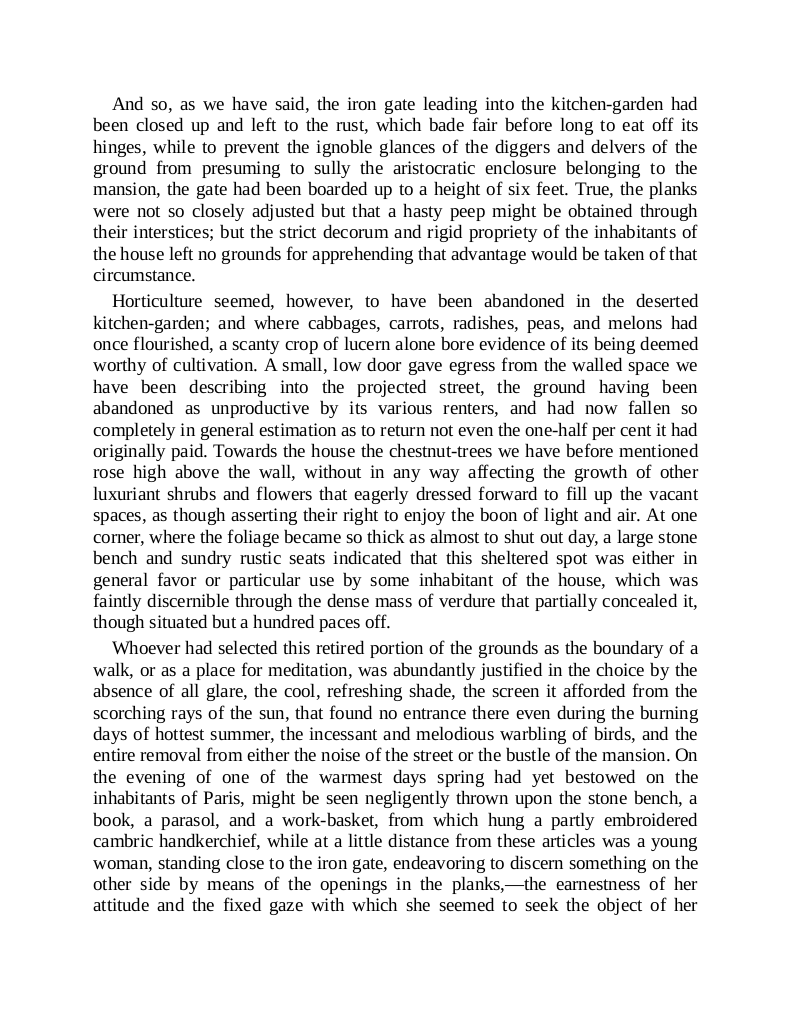 And so, as we have said, the iron gate leading into the kitchen-garden had
been closed up and left to the rust, which bade fair before long to eat off its
hinges, while to prevent the ignoble glances of the diggers and delvers of the
ground from presuming to sully the aristocratic enclosure belonging to the
mansion, the gate had been boarded up to a height of six feet. True, the planks
were not so closely adjusted but that a hasty peep might be obtained through
their interstices; but the strict decorum and rigid propriety of the inhabitants of
the house left no grounds for apprehending that advantage would be taken of that
circumstance.
Horticulture seemed, however, to have been abandoned in the deserted
kitchen-garden; and where cabbages, carrots, radishes, peas, and melons had
once flourished, a scanty crop of lucern alone bore evidence of its being deemed
worthy of cultivation. A small, low door gave egress from the walled space we
have been describing into the projected street, the ground having been
abandoned as unproductive by its various renters, and had now fallen so
completely in general estimation as to return not even the one-half per cent it had
originally paid. Towards the house the chestnut-trees we have before mentioned
rose high above the wall, without in any way affecting the growth of other
luxuriant shrubs and flowers that eagerly dressed forward to fill up the vacant
spaces, as though asserting their right to enjoy the boon of light and air. At one
corner, where the foliage became so thick as almost to shut out day, a large stone
bench and sundry rustic seats indicated that this sheltered spot was either in
general favor or particular use by some inhabitant of the house, which was
faintly discernible through the dense mass of verdure that partially concealed it,
though situated but a hundred paces off.
Whoever had selected this retired portion of the grounds as the boundary of a
walk, or as a place for meditation, was abundantly justified in the choice by the
absence of all glare, the cool, refreshing shade, the screen it afforded from the
scorching rays of the sun, that found no entrance there even during the burning
days of hottest summer, the incessant and melodious warbling of birds, and the
entire removal from either the noise of the street or the bustle of the mansion. On
the evening of one of the warmest days spring had yet bestowed on the
inhabitants of Paris, might be seen negligently thrown upon the stone bench, a
book, a parasol, and a work-basket, from which hung a partly embroidered
cambric handkerchief, while at a little distance from these articles was a young
woman, standing close to the iron gate, endeavoring to discern something on the
other side by means of the openings in the planks,—the earnestness of her
attitude and the fixed gaze with which she seemed to seek the object of her